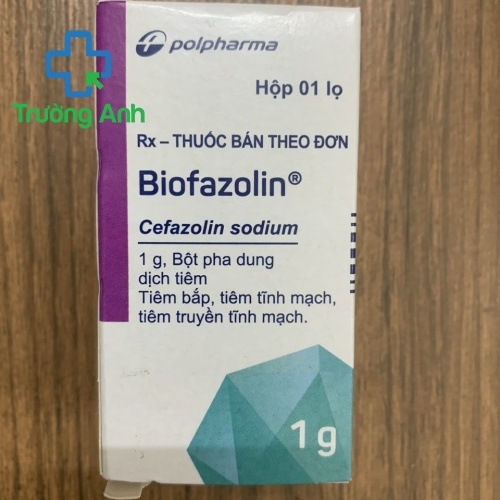 polpharma
Trường Anh
Hộp 01 lọ
Rx – THUỐC BÁN THEO ĐƠN
Biofazolin®
Cefazolin sodium
1 g, Bột pha dung
dịch tiêm
Tiêm bắp, tiêm tĩnh mạch,
tiêm truyền tĩnh mạch.
1 g